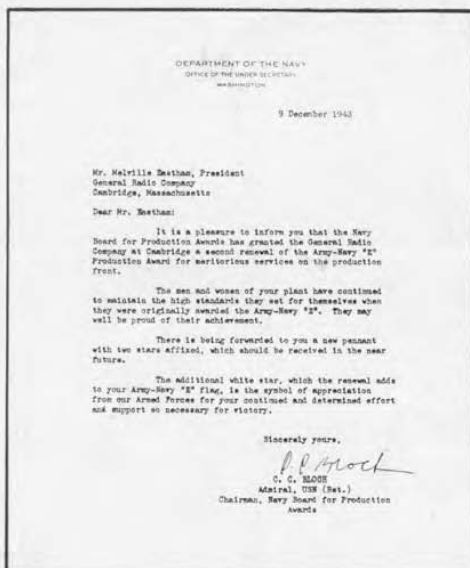 DEPARTMENT OF THE NAVY
OFFICE OF THE UNDER SECRETARY
WASHINGTON
9 December 1943
Mr. Melville Eastham, President
General Radio Company
Cambridge, Massachusetts
Dear Mr. Eastham:
It is a pleasure to inform you that the Navy
Board for Production Awards has granted the General Radio
Company at Cambridge a second renewal of the Army-Navy "E"
Production Award for meritorious services on the production
front.
The men and women of your plant have continued
to maintain the high standards they set for themselves when
they were originally awarded the Army-Navy "E". They may
well be proud of their achievement.
There is being forwarded to you a new pennant
with two stars affixed, which should be received in the near
future.
The additional white star, which the renewal adds
to your Army-Navy "E" flag, is the symbol of appreciation
from our Armed Forces for your continued and determined effort
and support so necessary for victory.
Sincerely yours,
C. C. Bloch
C. C. BLOCH
Admiral, USN (Ret.)
Chairman, Navy Board for Production
Awards